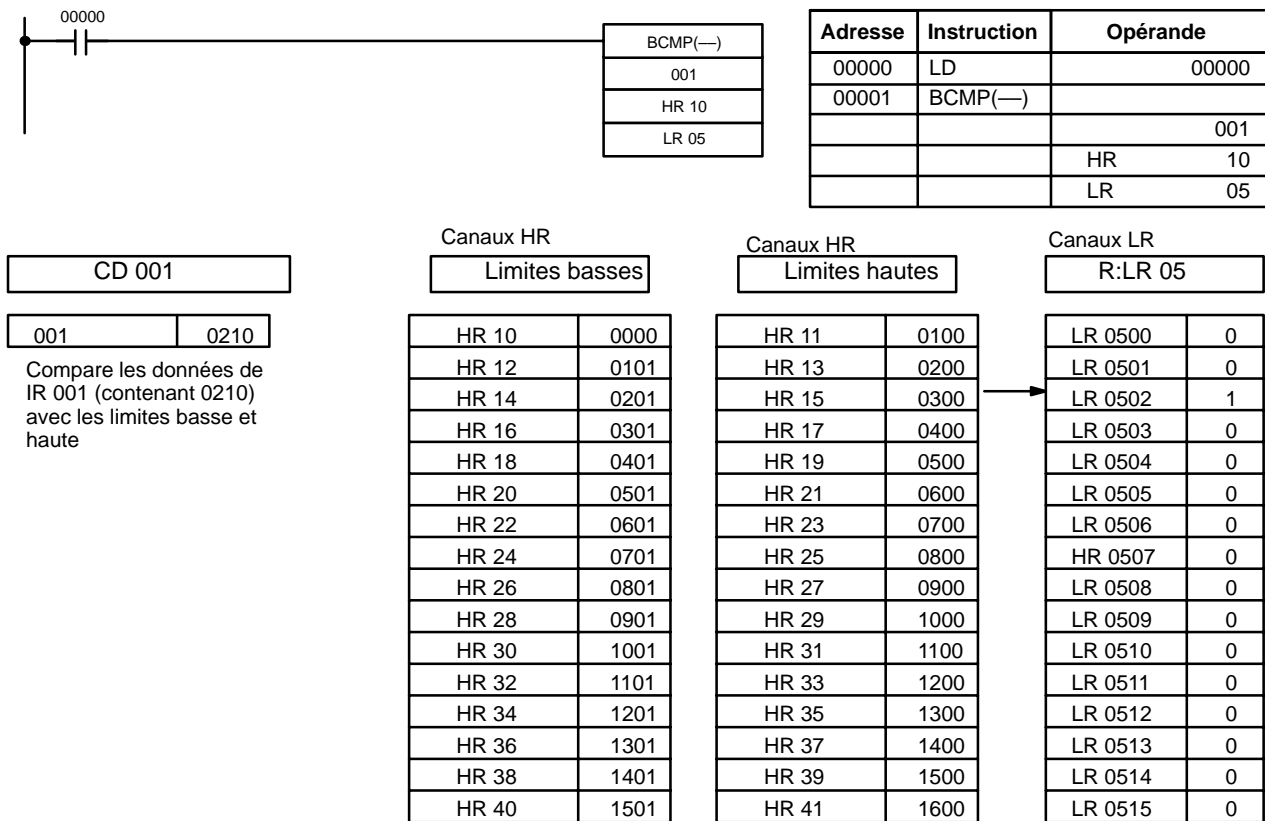 00000
BCMP(––)
001
HR 10
LR 05
Adresse Instruction Opérande
00000 LD 00000
00001 BCMP(––)
001
HR 10
LR 05
CD 001
001 0210
Compare les données de
IR 001 (contenant 0210)
avec les limites basse et
haute
Canaux HR
Limites basses
HR 10 0000
HR 12 0101
HR 14 0201
HR 16 0301
HR 18 0401
HR 20 0501
HR 22 0601
HR 24 0701
HR 26 0801
HR 28 0901
HR 30 1001
HR 32 1101
HR 34 1201
HR 36 1301
HR 38 1401
HR 40 1501
Canaux HR
Limites hautes
HR 11 0100
HR 13 0200
HR 15 0300
HR 17 0400
HR 19 0500
HR 21 0600
HR 23 0700
HR 25 0800
HR 27 0900
HR 29 1000
HR 31 1100
HR 33 1200
HR 35 1300
HR 37 1400
HR 39 1500
HR 41 1600
Canaux LR
R:LR 05
LR 0500 0
LR 0501 0
LR 0502 1
LR 0503 0
LR 0504 0
LR 0505 0
LR 0506 0
HR 0507 0
LR 0508 0
LR 0509 0
LR 0510 0
LR 0511 0
LR 0512 0
LR 0513 0
LR 0514 0
LR 0515 0